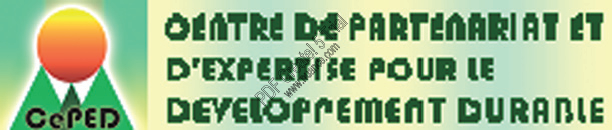 CePED
CENTRE DE PARTENARIAT ET
D'EXPERTISE POUR LE
DEVELOPPEMENT DURABLE